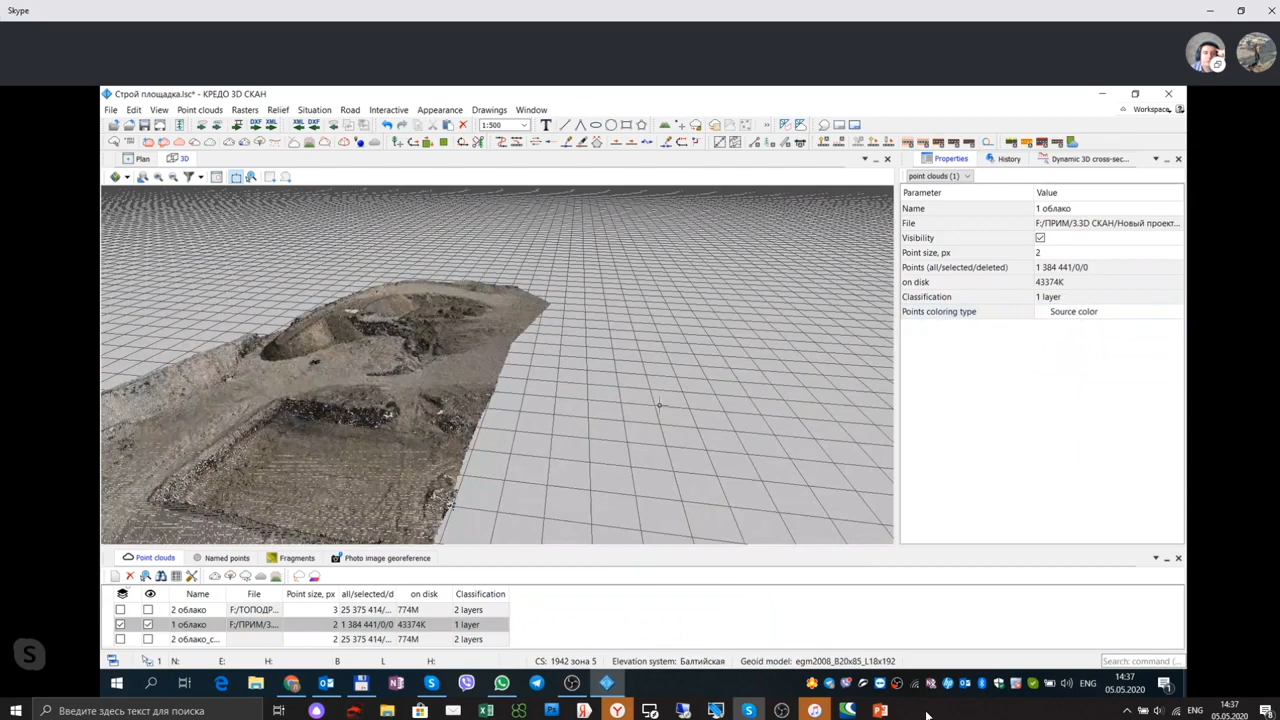 Skype
Строй площадка.lsc* - КРЕДО 3D СКАН
File Edit View Point clouds Rasters Relief Situation Road Interactive Appearance Drawings Window
Workspace
DXF XML XML DXF 1:500 T DXF
Plan 3D
Properties History Dynamic 3D cross-sec...
point clouds (1)
Parameter Value
Name 1 облако
File F:/ПРИМ/3.3D СКАН/Новый проект...
Visibility
Point size, px 2
Points (all/selected/deleted) 1 384 441/0/0
on disk 43374K
Classification 1 layer
Points coloring type Source color
Point clouds Named points Fragments Photo image georeference
Name File Point size, px all/selected/d on disk Classification
2 облако F:/ТОПОДР... 3 25 375 414/... 774M 2 layers
1 облако F:/ПРИМ/3.... 2 1 384 441/0/0 43374K 1 layer
2 облако_с... 2 25 375 414/... 774M 2 layers
1 N: E: H: B L H: CS: 1942 зона 5 Elevation system: Балтийская Geoid model: egm2008_B20x85_L18x192 Search: command (...
ENG 14:37
05.05.2020
Введите здесь текст для поиска
ENG 14:37
05.05.2020